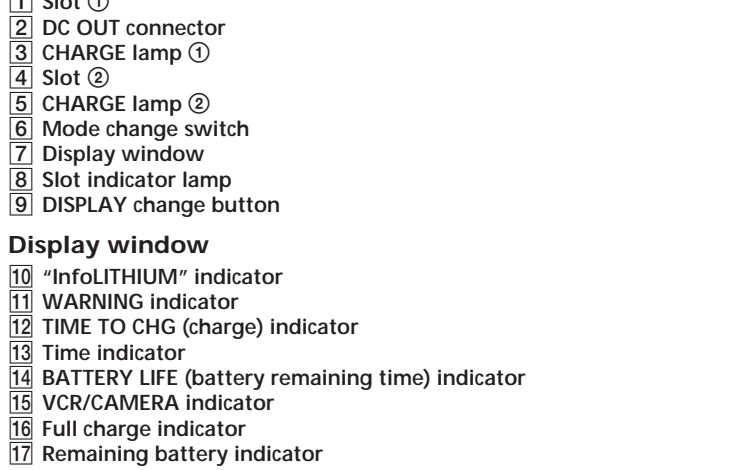 1 Slot ①
2 DC OUT connector
3 CHARGE lamp ①
4 Slot ②
5 CHARGE lamp ②
6 Mode change switch
7 Display window
8 Slot indicator lamp
9 DISPLAY change button
Display window
10 “InfoLITHIUM” indicator
11 WARNING indicator
12 TIME TO CHG (charge) indicator
13 Time indicator
14 BATTERY LIFE (battery remaining time) indicator
15 VCR/CAMERA indicator
16 Full charge indicator
17 Remaining battery indicator